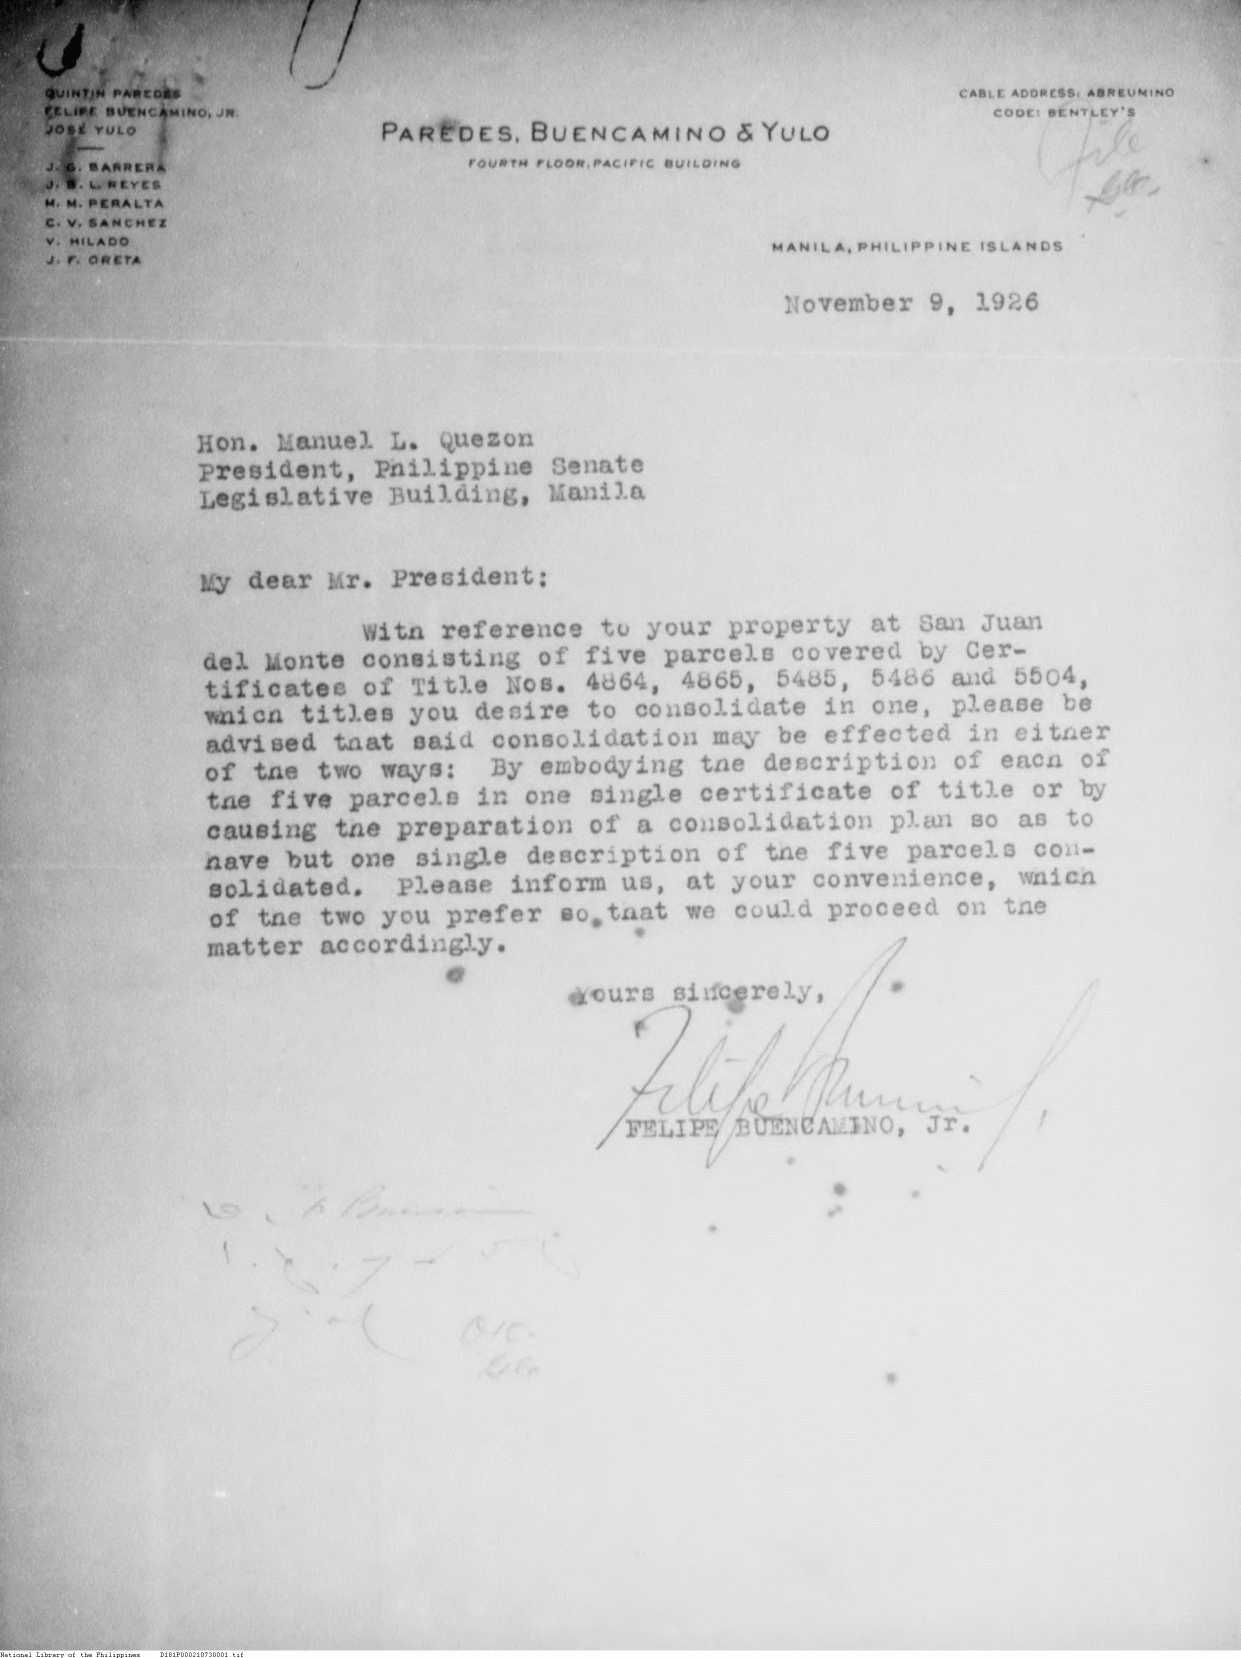 QUINTIN PAREDES
FELIPE BUENCAMINO, JR.
JOSÉ YULO
J. G. BARRERA
J. B. L. REYES
M. M. PERALTA
C. V. SANCHEZ
V. HILADO
J. F. ORETA
PAREDES, BUENCAMINO & YULO
FOURTH FLOOR, PACIFIC BUILDING
CABLE ADDRESS: ABREUMINO
CODE: BENTLEY'S
File
MANILA, PHILIPPINE ISLANDS
November 9, 1926
Hon. Manuel L. Quezon
President, Philippine Senate
Legislative Building, Manila
My dear Mr. President:
With reference to your property at San Juan
del Monte consisting of five parcels covered by Cer-
tificates of Title Nos. 4864, 4865, 5485, 5486 and 5504,
which titles you desire to consolidate in one, please be
advised that said consolidation may be effected in either
of the two ways: By embodying the description of each of
the five parcels in one single certificate of title or by
causing the preparation of a consolidation plan so as to
have but one single description of the five parcels con-
solidated. Please inform us, at your convenience, which
of the two you prefer so that we could proceed on the
matter accordingly.
Yours sincerely,
FELIPE BUENCAMINO, Jr.
OK.
National Library of the Philippines D181P000210730001.tif